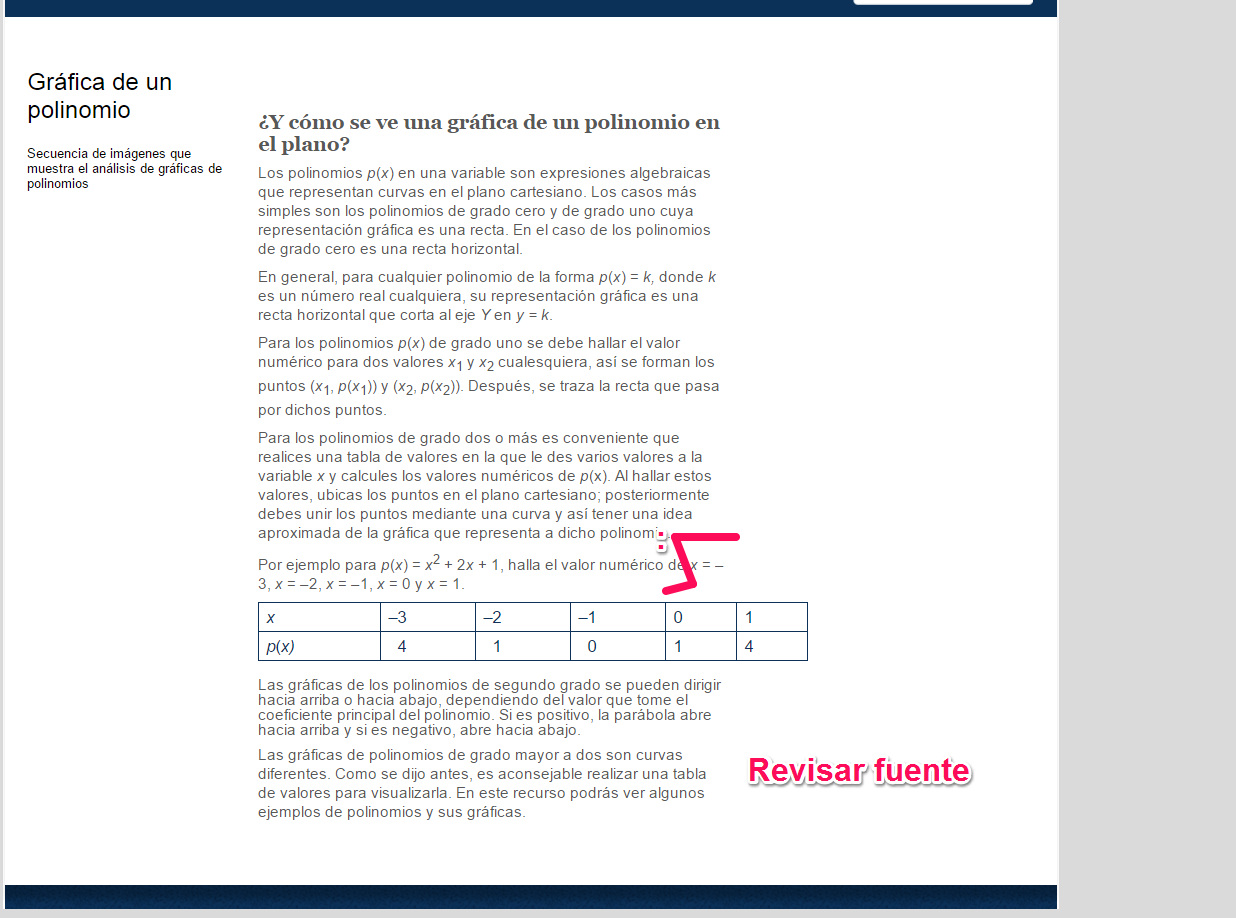 Gráfica de un
polinomio
Secuencia de imágenes que
muestra el análisis de gráficas de
polinomios
¿Y cómo se ve una gráfica de un polinomio en
el plano?
Los polinomios p(x) en una variable son expresiones algebraicas
que representan curvas en el plano cartesiano. Los casos más
simples son los polinomios de grado cero y de grado uno cuya
representación gráfica es una recta. En el caso de los polinomios
de grado cero es una recta horizontal.
En general, para cualquier polinomio de la forma p(x) = k, donde k
es un número real cualquiera, su representación gráfica es una
recta horizontal que corta al eje Y en y = k.
Para los polinomios p(x) de grado uno se debe hallar el valor
numérico para dos valores x₁ y x₂ cualesquiera, así se forman los
puntos (x₁, p(x₁)) y (x₂, p(x₂)). Después, se traza la recta que pasa
por dichos puntos.
Para los polinomios de grado dos o más es conveniente que
realices una tabla de valores en la que le des varios valores a la
variable x y calcules los valores numéricos de p(x). Al hallar estos
valores, ubicas los puntos en el plano cartesiano; posteriormente
debes unir los puntos mediante una curva y así tener una idea
aproximada de la gráfica que representa a dicho polinomi
:
Por ejemplo para p(x) = x² + 2x + 1, halla el valor numérico de x = –
3, x = –2, x = –1, x = 0 y x = 1.
x –3 –2 –1 0 1
p(x) 4 1 0 1 4
Las gráficas de los polinomios de segundo grado se pueden dirigir
hacia arriba o hacia abajo, dependiendo del valor que tome el
coeficiente principal del polinomio. Si es positivo, la parábola abre
hacia arriba y si es negativo, abre hacia abajo.
Las gráficas de polinomios de grado mayor a dos son curvas
diferentes. Como se dijo antes, es aconsejable realizar una tabla
de valores para visualizarla. En este recurso podrás ver algunos
ejemplos de polinomios y sus gráficas.
Revisar fuente